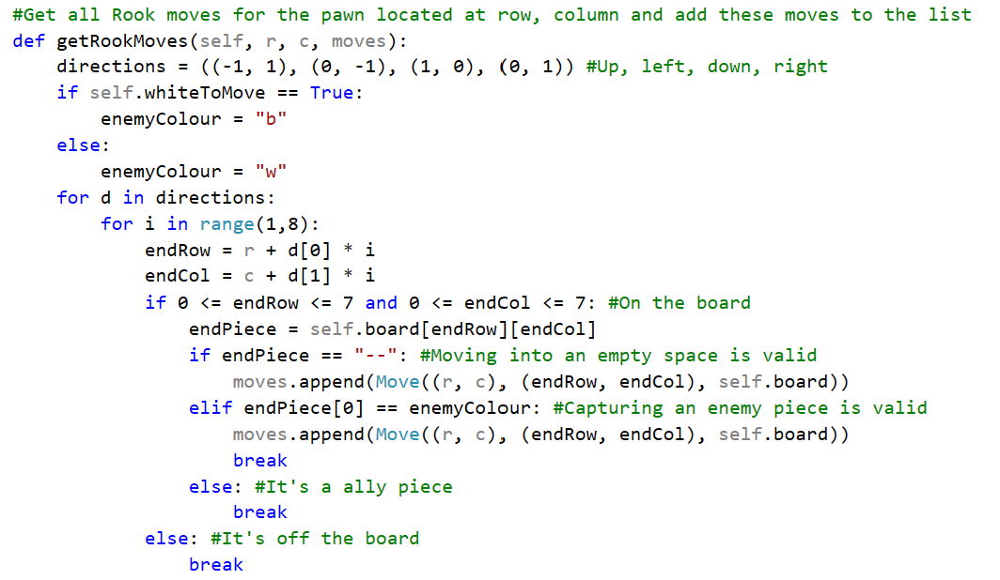 #Get all Rook moves for the pawn located at row, column and add these moves to the list
def getRookMoves(self, r, c, moves):
    directions = ((-1, 1), (0, -1), (1, 0), (0, 1)) #Up, left, down, right
    if self.whiteToMove == True:
        enemyColour = "b"
    else:
        enemyColour = "w"
    for d in directions:
        for i in range(1,8):
            endRow = r + d[0] * i
            endCol = c + d[1] * i
            if 0 <= endRow <= 7 and 0 <= endCol <= 7: #On the board
                endPiece = self.board[endRow][endCol]
                if endPiece == "--": #Moving into an empty space is valid
                    moves.append(Move((r, c), (endRow, endCol), self.board))
                elif endPiece[0] == enemyColour: #Capturing an enemy piece is valid
                    moves.append(Move((r, c), (endRow, endCol), self.board))
                    break
                else: #It's a ally piece
                    break
            else: #It's off the board
                break